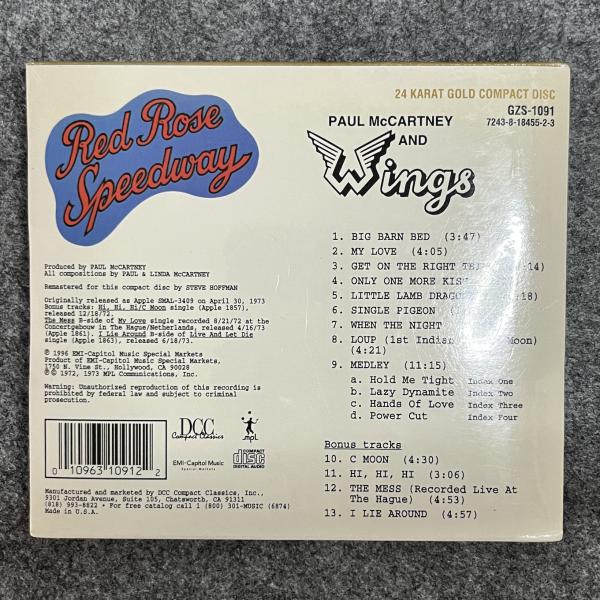 Red Rose
Speedway
24 KARAT GOLD COMPACT DISC
GZS-1091
7243-8-18455-2-3
PAUL McCARTNEY
AND
Wings
Produced by PAUL McCARTNEY
All compositions by PAUL & LINDA McCARTNEY
Remastered for this compact disc by STEVE HOFFMAN
Originally released as Apple SMAL-3409 on April 30, 1973
Bonus tracks: Hi, Hi, Hi/C Moon single (Apple 1857),
released 12/18/72.
The Mess B-side of My Love single recorded 8/21/72 at the
Concertgebouw in The Hague/Netherlands, released 4/16/73
(Apple 1861). I Lie Around B-side of Live And Let Die
single (Apple 1863), released 6/18/73.
℗ 1996 EMI-Capitol Music Special Markets
Product of EMI-Capitol Music Special Markets,
1750 N. Vine St., Hollywood, CA 90028
℗ © 1972, 1973 MPL Communications, Inc.
Warning: Unauthorized reproduction of this recording is
prohibited by federal law and subject to criminal
prosecution.
0 10963 10912 2
DCC
Compact Classics
MPL
EMI-Capitol Music
Special Markets
COMPACT
disc
DIGITAL AUDIO
Manufactured and marketed by DCC Compact Classics, Inc.,
9301 Jordan Avenue, Suite 105, Chatsworth, CA 91311
(818) 993-8822 • For free catalog call 1 (800) 301-MUSIC (6874)
Made in U.S.A.
1. BIG BARN BED (3:47)
2. MY LOVE (4:05)
3. GET ON THE RIGHT :14)
4. ONLY ONE MORE KISS
5. LITTLE LAMB DRAGO :18)
6. SINGLE PIGEON
7. WHEN THE NIGHT
8. LOUP (1st Indian Moon)
(4:21)
9. MEDLEY (11:15)
a. Hold Me Tight Index One
b. Lazy Dynamite Index Two
c. Hands Of Love Index Three
d. Power Cut Index Four
Bonus tracks
10. C MOON (4:30)
11. HI, HI, HI (3:06)
12. THE MESS (Recorded Live At
The Hague) (4:53)
13. I LIE AROUND (4:57)